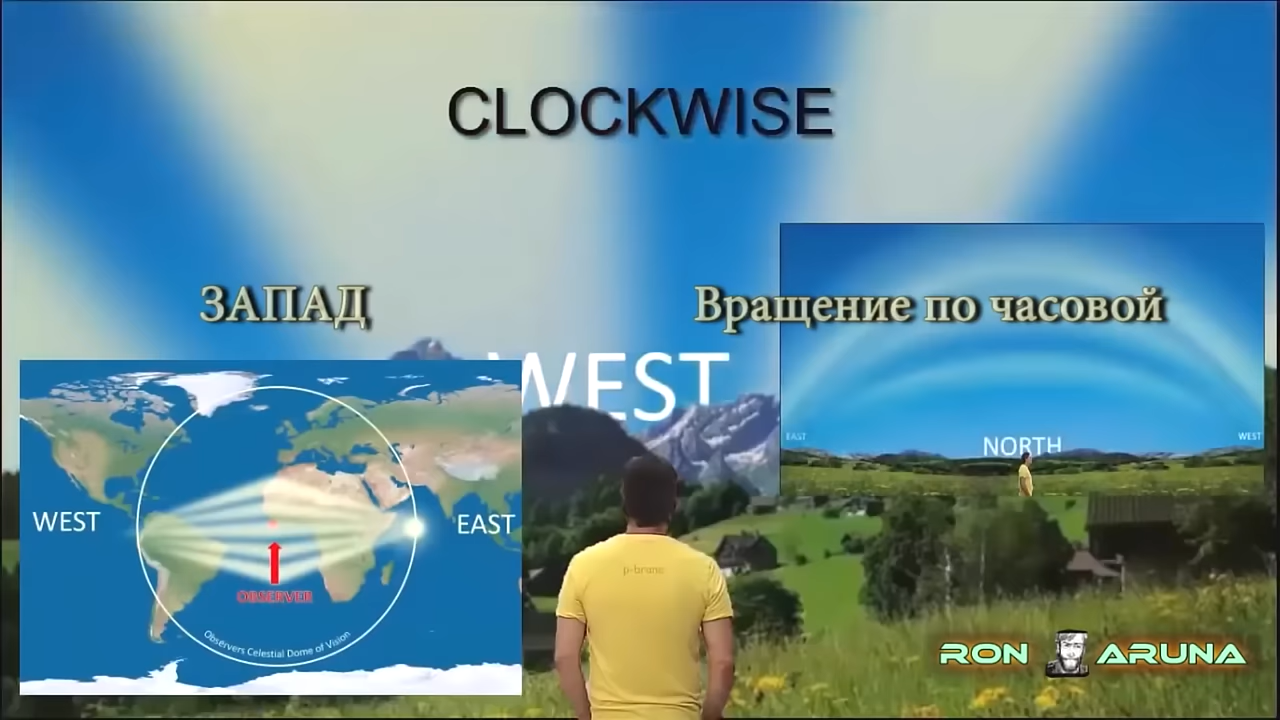 CLOCKWISE
ЗАПАД
Вращение по часовой
WEST
EAST
NORTH
WEST
WEST
EAST
OBSERVER
Observers Celestial Dome of Vision
p-brane
RON ARUNA